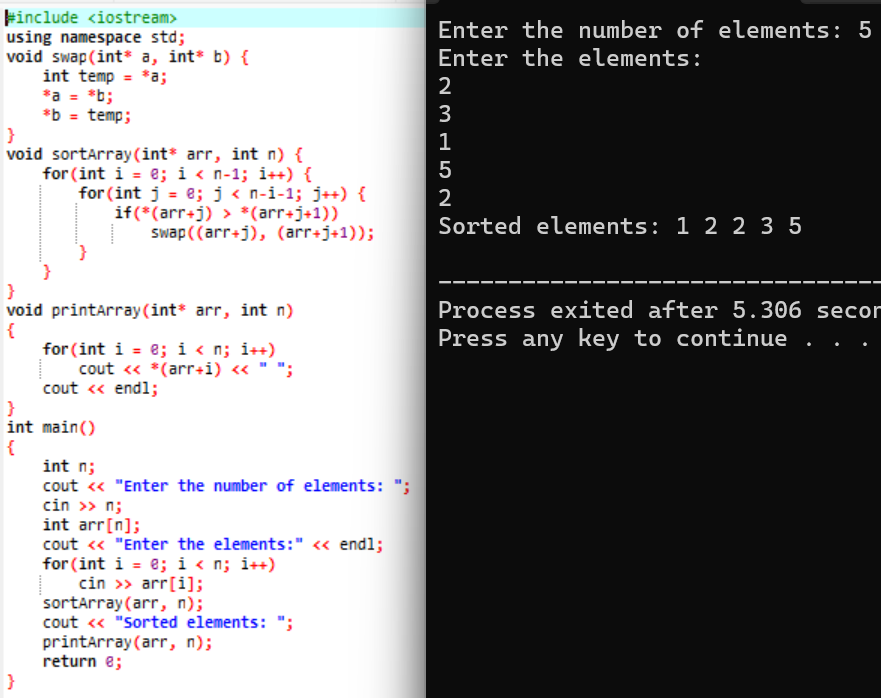 #include <iostream>
using namespace std;
void swap(int* a, int* b) {
    int temp = *a;
    *a = *b;
    *b = temp;
}
void sortArray(int* arr, int n) {
    for(int i = 0; i < n-1; i++) {
        for(int j = 0; j < n-i-1; j++) {
            if(*(arr+j) > *(arr+j+1))
                swap((arr+j), (arr+j+1));
        }
    }
}
void printArray(int* arr, int n)
{
    for(int i = 0; i < n; i++)
        cout << *(arr+i) << " ";
    cout << endl;
}
int main()
{
    int n;
    cout << "Enter the number of elements: ";
    cin >> n;
    int arr[n];
    cout << "Enter the elements:" << endl;
    for(int i = 0; i < n; i++)
        cin >> arr[i];
    sortArray(arr, n);
    cout << "Sorted elements: ";
    printArray(arr, n);
    return 0;
}
Enter the number of elements: 5
Enter the elements:
2
3
1
5
2
Sorted elements: 1 2 2 3 5
--------------------------------
Process exited after 5.306 secon
Press any key to continue . . .